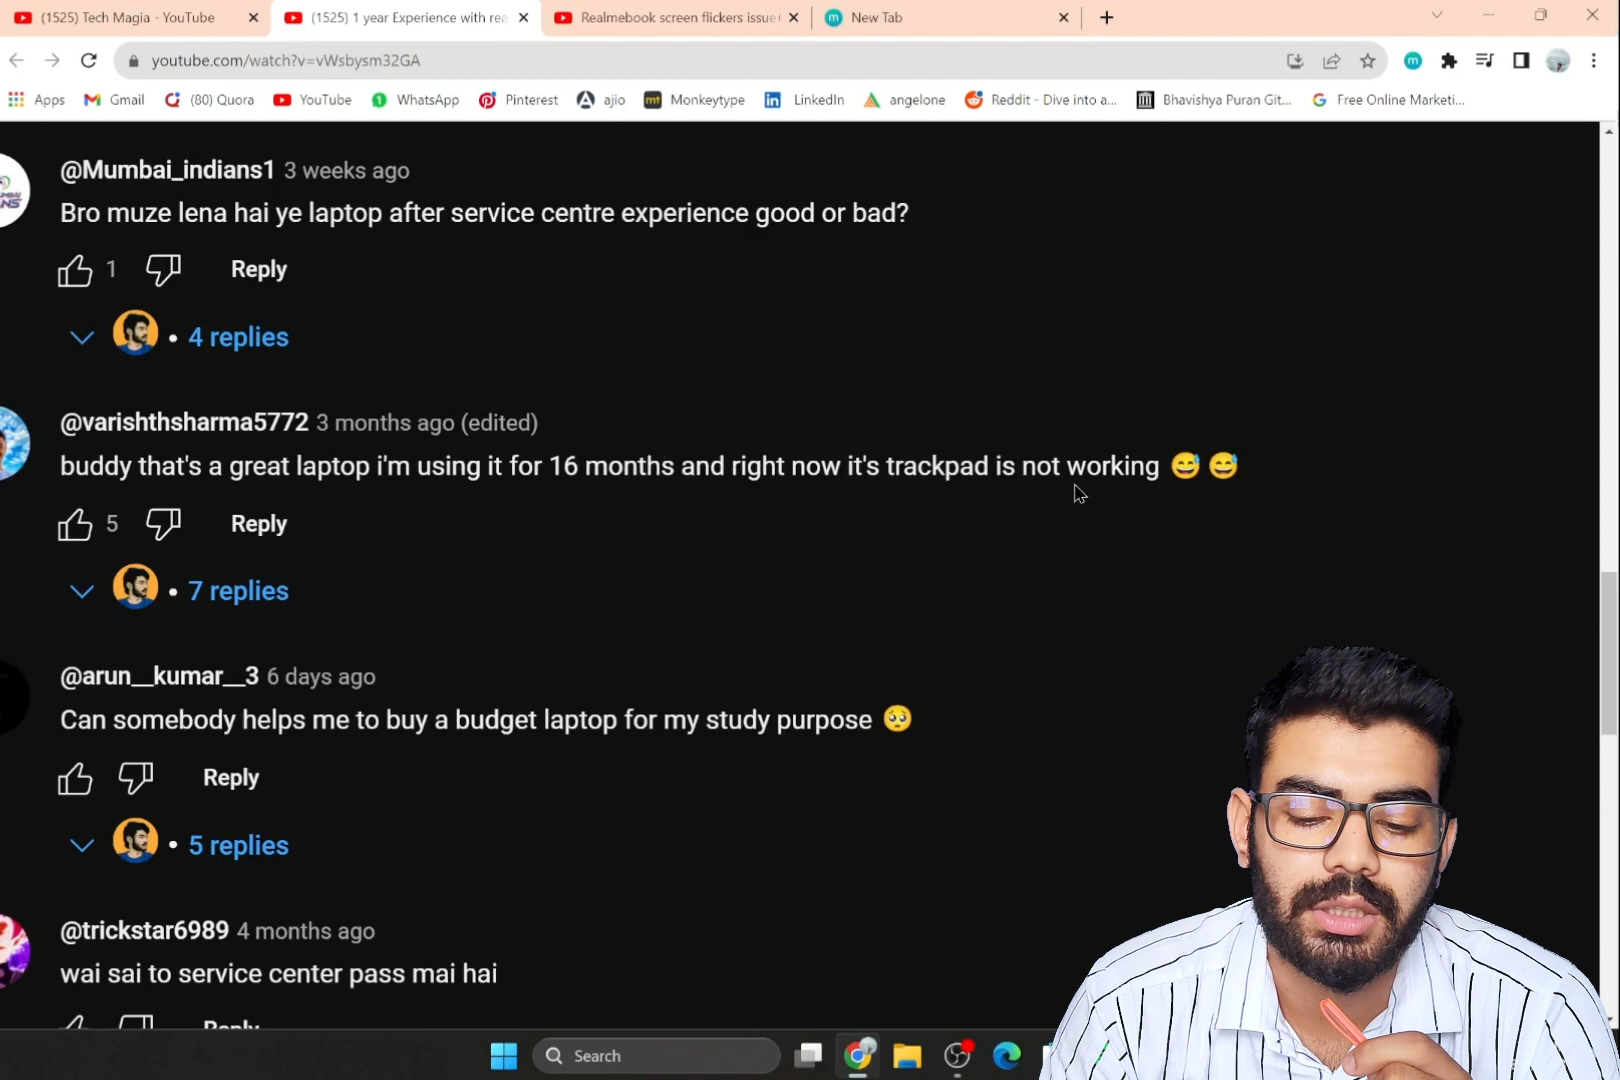 (1525) Tech Magia - YouTube
(1525) 1 year Experience with rea
Realmebook screen flickers issue
New Tab
youtube.com/watch?v=vWsbysm32GA
Apps
Gmail
(80) Quora
YouTube
WhatsApp
Pinterest
ajio
mt Monkeytype
LinkedIn
angelone
Reddit - Dive into a...
Bhavishya Puran Git...
Free Online Marketi...
@Mumbai_indians1 3 weeks ago
Bro muze lena hai ye laptop after service centre experience good or bad?
1 Reply
• 4 replies
@varishthsharma5772 3 months ago (edited)
buddy that's a great laptop i'm using it for 16 months and right now it's trackpad is not working 😅 😅
5 Reply
• 7 replies
@arun__kumar__3 6 days ago
Can somebody helps me to buy a budget laptop for my study purpose 🥺
Reply
• 5 replies
@trickstar6989 4 months ago
wai sai to service center pass mai hai
Reply
Search